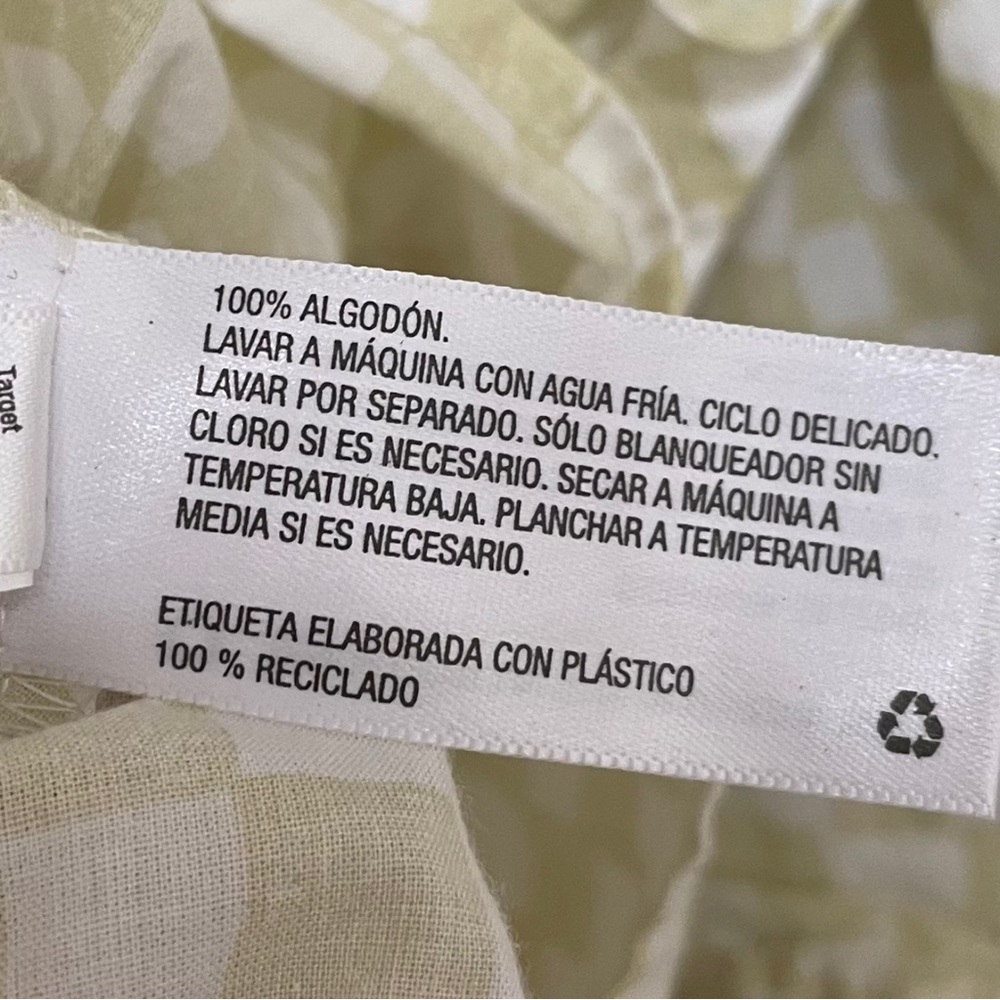 Target
100% ALGODÓN.
LAVAR A MÁQUINA CON AGUA FRÍA. CICLO DELICADO.
LAVAR POR SEPARADO. SÓLO BLANQUEADOR SIN
CLORO SI ES NECESARIO. SECAR A MÁQUINA A
TEMPERATURA BAJA. PLANCHAR A TEMPERATURA
MEDIA SI ES NECESARIO.
ETIQUETA ELABORADA CON PLÁSTICO
100 % RECICLADO